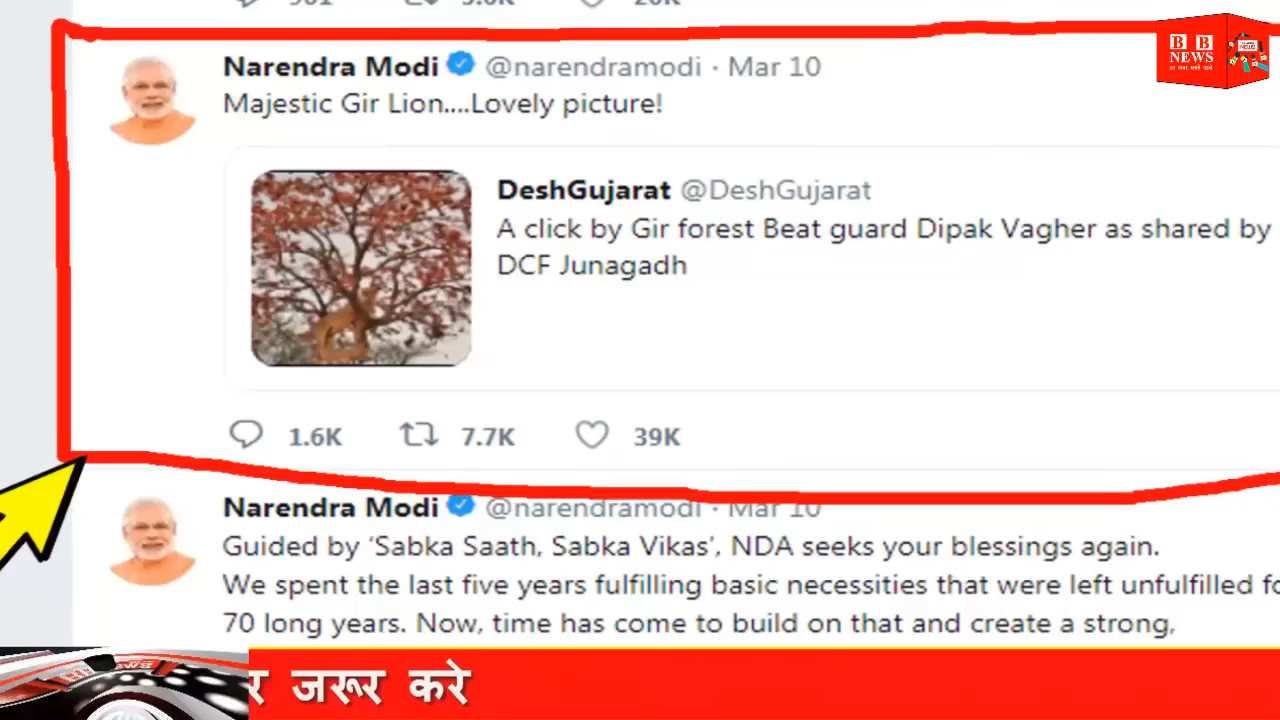 961 5.0K 26K
B B
NEWS
Narendra Modi @narendramodi · Mar 10
Majestic Gir Lion....Lovely picture!
DeshGujarat @DeshGujarat
A click by Gir forest Beat guard Dipak Vagher as shared by
DCF Junagadh
1.6K 7.7K 39K
Narendra Modi @narendramodi · Mar 10
Guided by ‘Sabka Saath, Sabka Vikas’, NDA seeks your blessings again.
We spent the last five years fulfilling basic necessities that were left unfulfilled fo
70 long years. Now, time has come to build on that and create a strong,
र जरूर करे